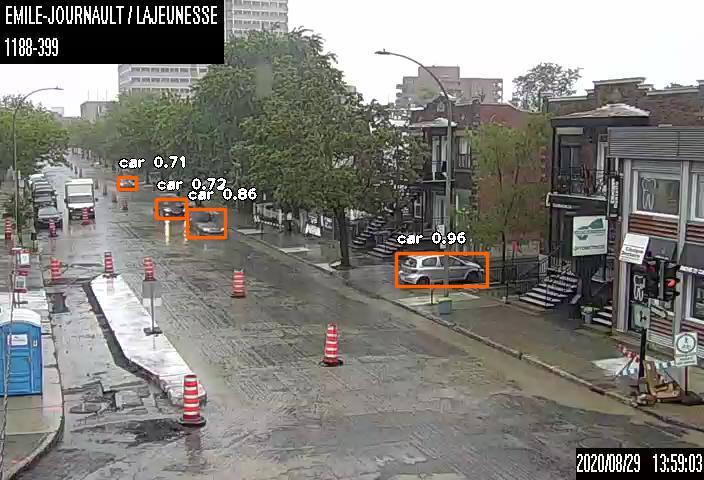 EMILE-JOURNAULT / LAJEUNESSE
1188-399
car 0.71
car 0.72
car 0.86
car 0.96
2020/08/29 13:59:03